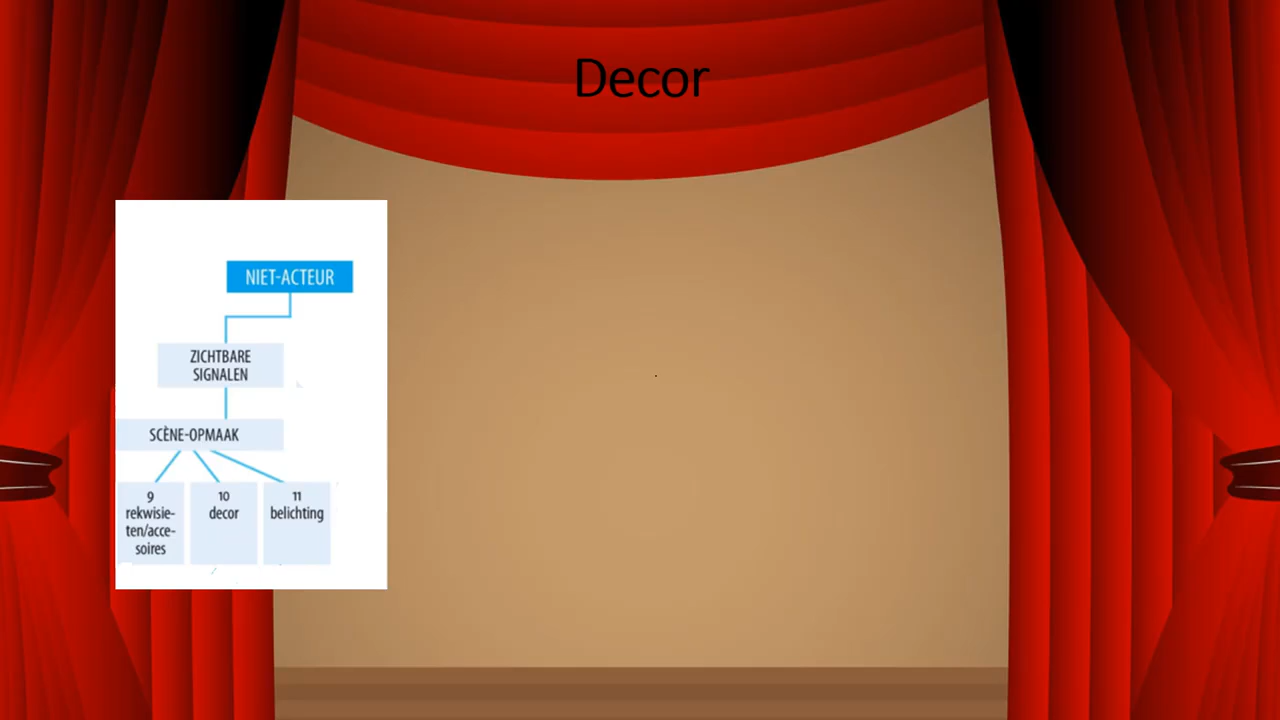 Decor
NIET-ACTEUR
ZICHTBARE
SIGNALEN
SCÈNE-OPMAAK
9
rekwisie-
ten/acce-
soires
10
decor
11
belichting